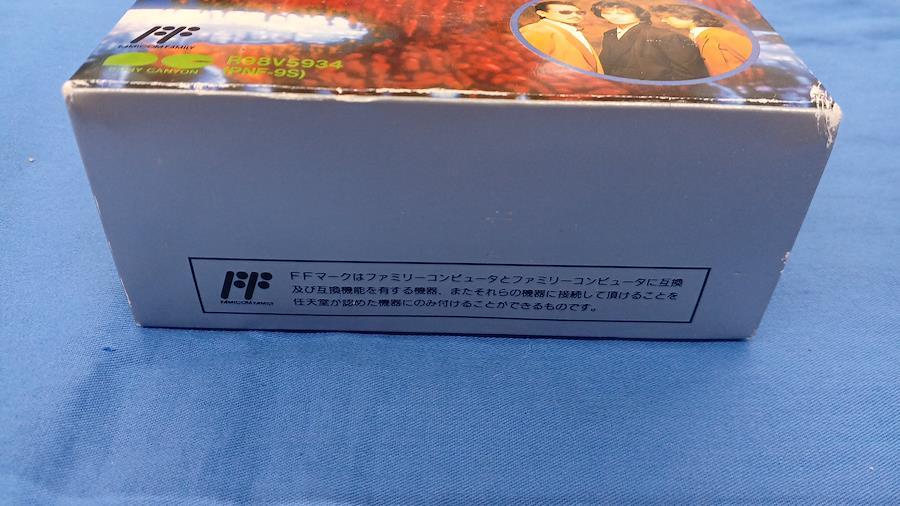 FAMICOM FAMILY
NY CANYON
R98V5934
(PNF-9S)
FAMICOM FAMILY
FFマークはファミリーコンピュータとファミリーコンピュータに互換
及び互換機能を有する機器、またそれらの機器に接続して頂けることを
任天堂が認めた機器にのみ付けることができるものです。